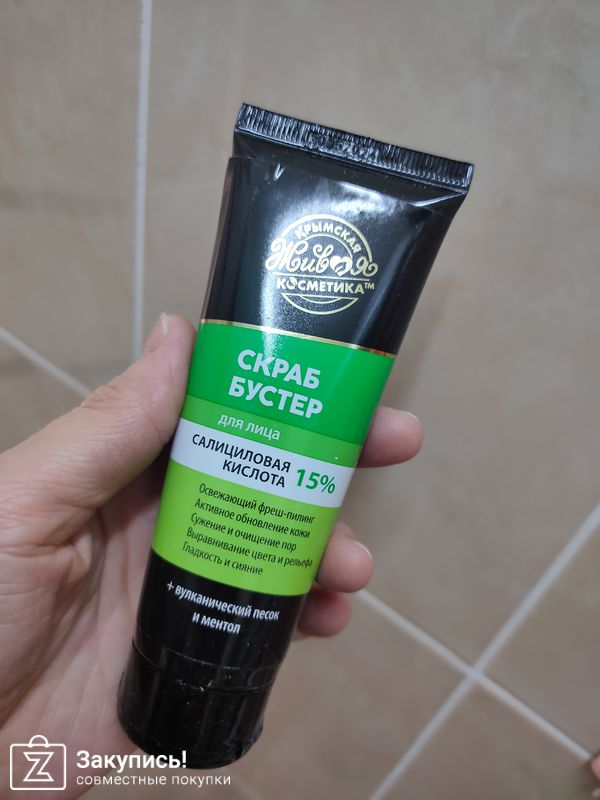 КРЫМСКАЯ
Живая
КОСМЕТИКА™
СКРАБ
БУСТЕР
для лица
САЛИЦИЛОВАЯ
КИСЛОТА 15%
Освежающий фреш-пилинг
Активное обновление кожи
Сужение и очищение пор
Выравнивание цвета и рельефа
Гладкость и сияние
+ вулканический песок
и ментол
Z
Закупись!
совместные покупки